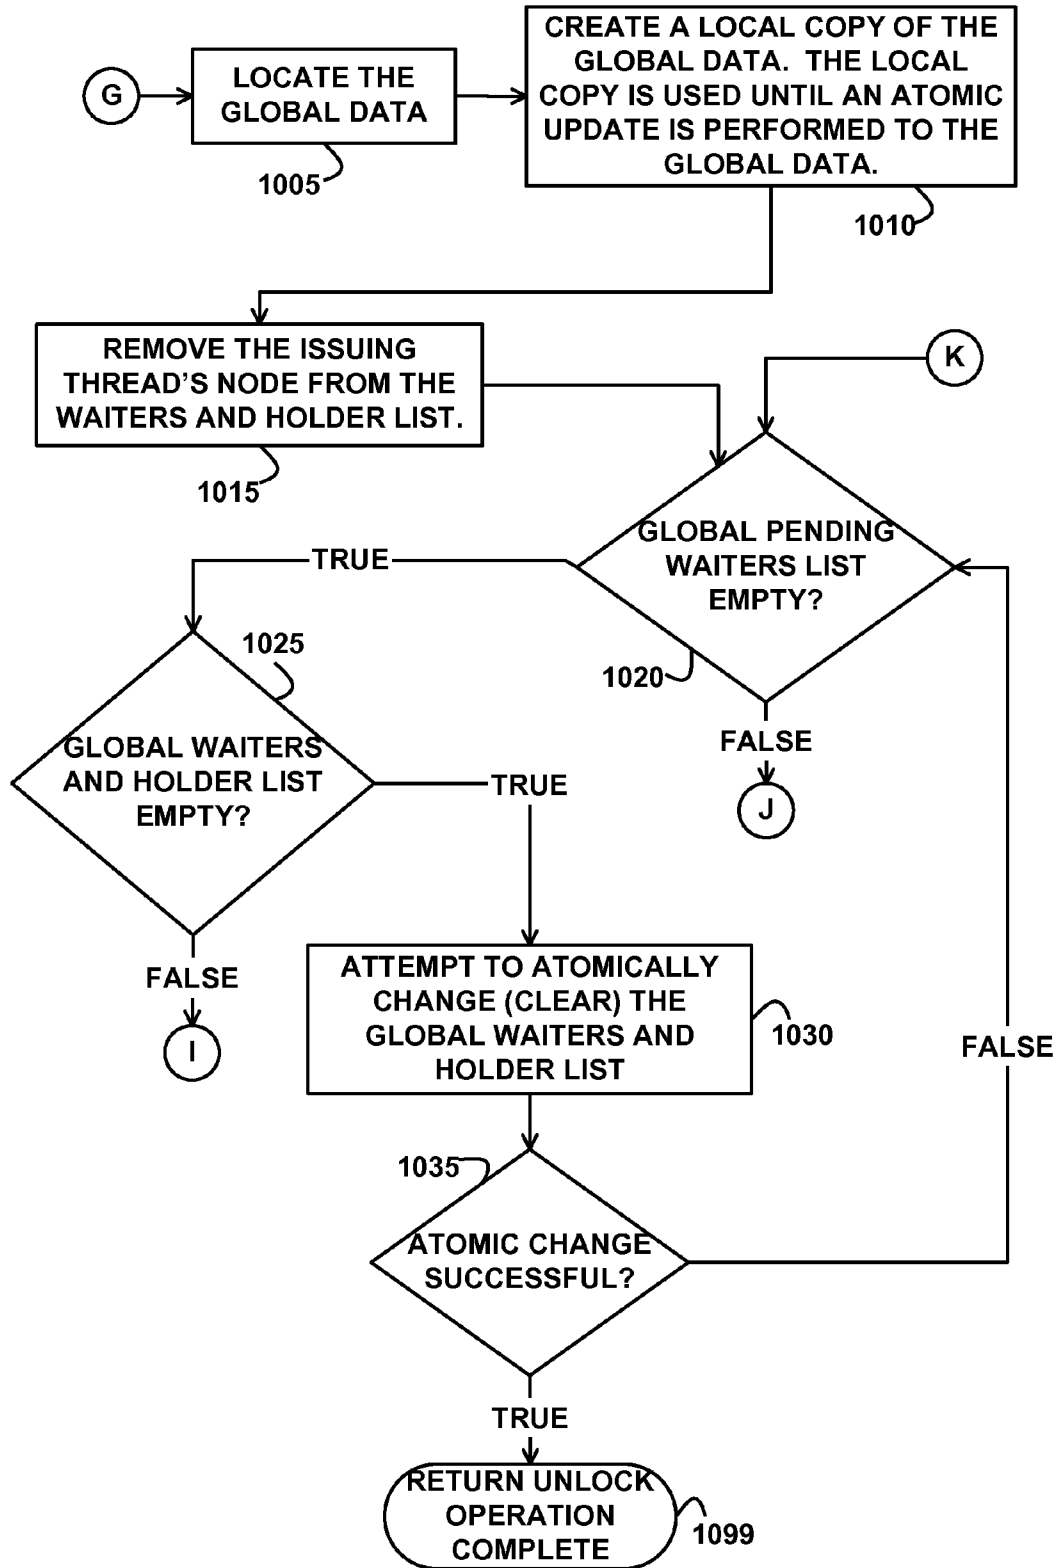 G
LOCATE THE
GLOBAL DATA
1005
CREATE A LOCAL COPY OF THE
GLOBAL DATA.  THE LOCAL
COPY IS USED UNTIL AN ATOMIC
UPDATE IS PERFORMED TO THE
GLOBAL DATA.
1010
REMOVE THE ISSUING
THREAD'S NODE FROM THE
WAITERS AND HOLDER LIST.
1015
K
GLOBAL PENDING
WAITERS LIST
EMPTY?
1020
TRUE
FALSE
J
1025
GLOBAL WAITERS
AND HOLDER LIST
EMPTY?
TRUE
FALSE
I
ATTEMPT TO ATOMICALLY
CHANGE (CLEAR) THE
GLOBAL WAITERS AND
HOLDER LIST
1030
FALSE
1035
ATOMIC CHANGE
SUCCESSFUL?
TRUE
RETURN UNLOCK
OPERATION
COMPLETE
1099